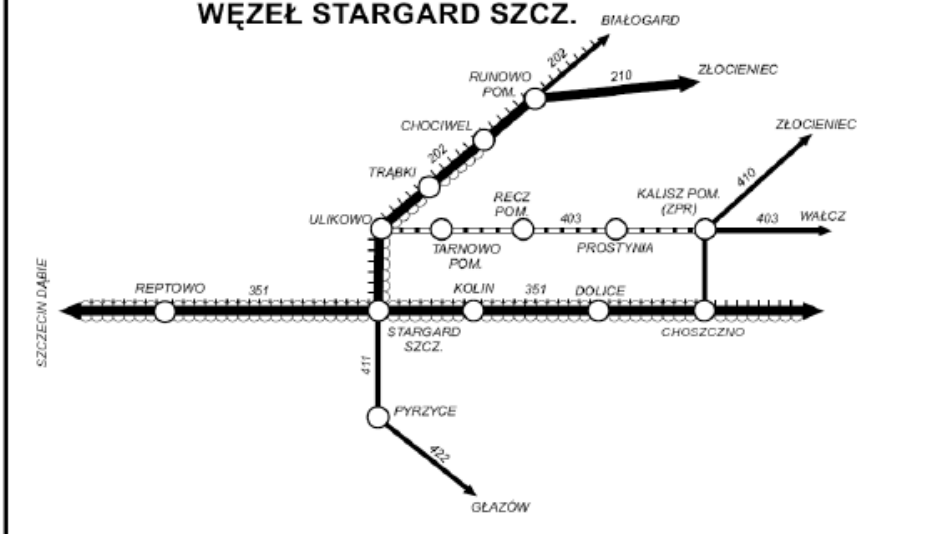 WĘZEŁ STARGARD SZCZ.
BIAŁOGARD
202
RUNOWO
POM.
210
ZŁOCIENIEC
CHOCIWEL
202
TRĄBKI
ZŁOCIENIEC
410
KALISZ POM.
(ZPR)
RECZ
POM.
403
403
WAŁCZ
ULIKOWO
TARNOWO
POM.
PROSTYNIA
SZCZECIN DĄBIE
REPTOWO
351
KOLIN
351
DOLICE
STARGARD
SZCZ.
CHOSZCZNO
411
PYRZYCE
422
GŁAZÓW